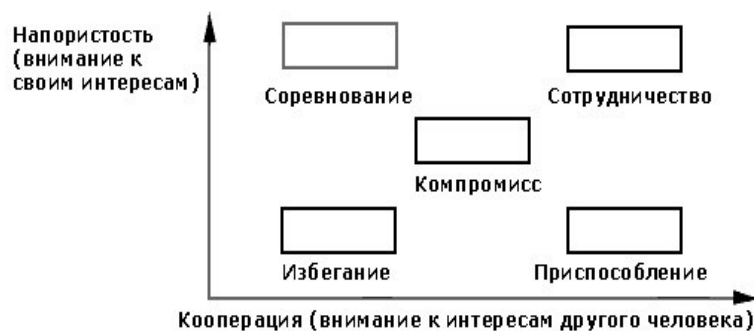 Напористость
(внимание к
своим интересам)
Соревнование
Сотрудничество
Компромисс
Избегание
Приспособление
Кооперация (внимание к интересам другого человека)